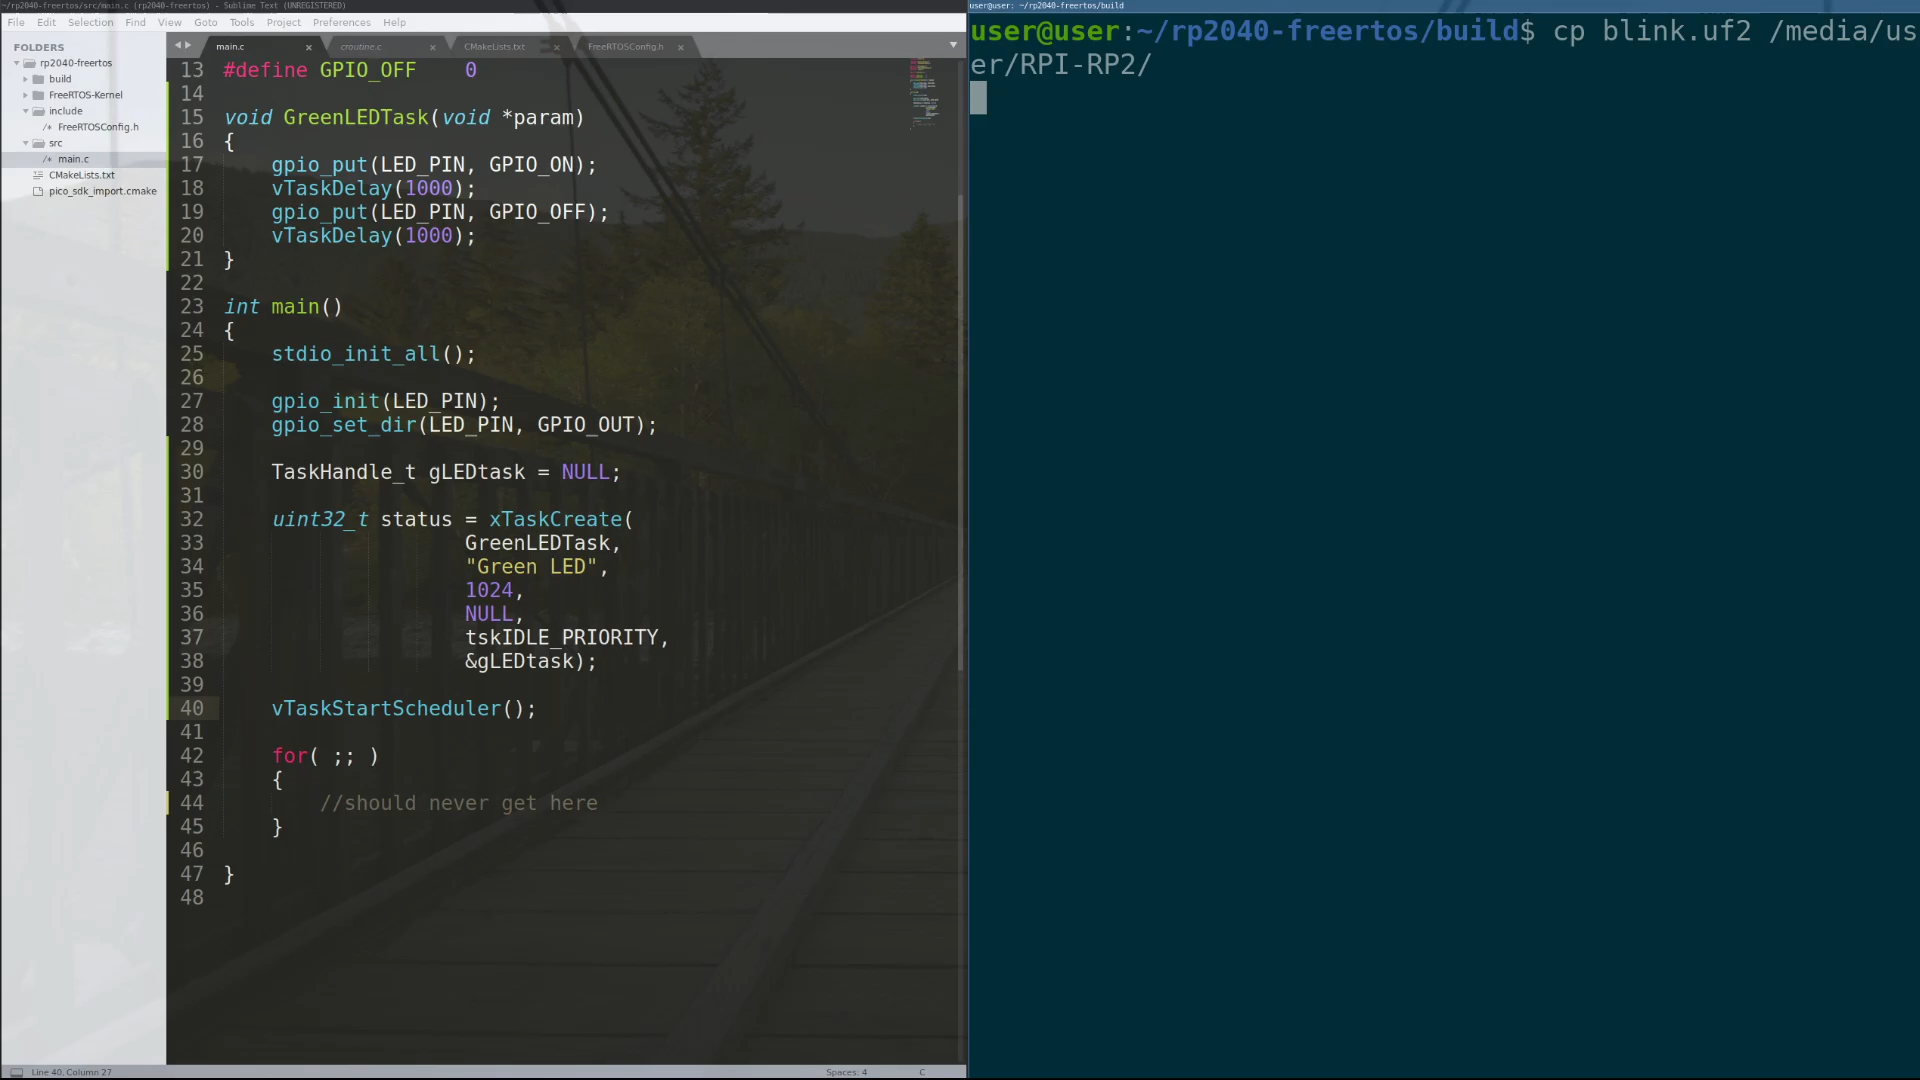 ~/rp2040-freertos/src/main.c (rp2040-freertos) - Sublime Text (UNREGISTERED)
File Edit Selection Find View Goto Tools Project Preferences Help
FOLDERS
rp2040-freertos
build
FreeRTOS-Kernel
include
/* FreeRTOSConfig.h
src
/* main.c
CMakeLists.txt
pico_sdk_import.cmake
main.c × croutine.c × CMakeLists.txt × FreeRTOSConfig.h ×
13 #define GPIO_OFF 0
14
15 void GreenLEDTask(void *param)
16 {
17 gpio_put(LED_PIN, GPIO_ON);
18 vTaskDelay(1000);
19 gpio_put(LED_PIN, GPIO_OFF);
20 vTaskDelay(1000);
21 }
22
23 int main()
24 {
25 stdio_init_all();
26
27 gpio_init(LED_PIN);
28 gpio_set_dir(LED_PIN, GPIO_OUT);
29
30 TaskHandle_t gLEDtask = NULL;
31
32 uint32_t status = xTaskCreate(
33 GreenLEDTask,
34 "Green LED",
35 1024,
36 NULL,
37 tskIDLE_PRIORITY,
38 &gLEDtask);
39
40 vTaskStartScheduler();
41
42 for( ;; )
43 {
44 //should never get here
45 }
46
47 }
48
Line 40, Column 27 Spaces: 4 C
user@user: ~/rp2040-freertos/build
user@user:~/rp2040-freertos/build$ cp blink.uf2 /media/us
er/RPI-RP2/